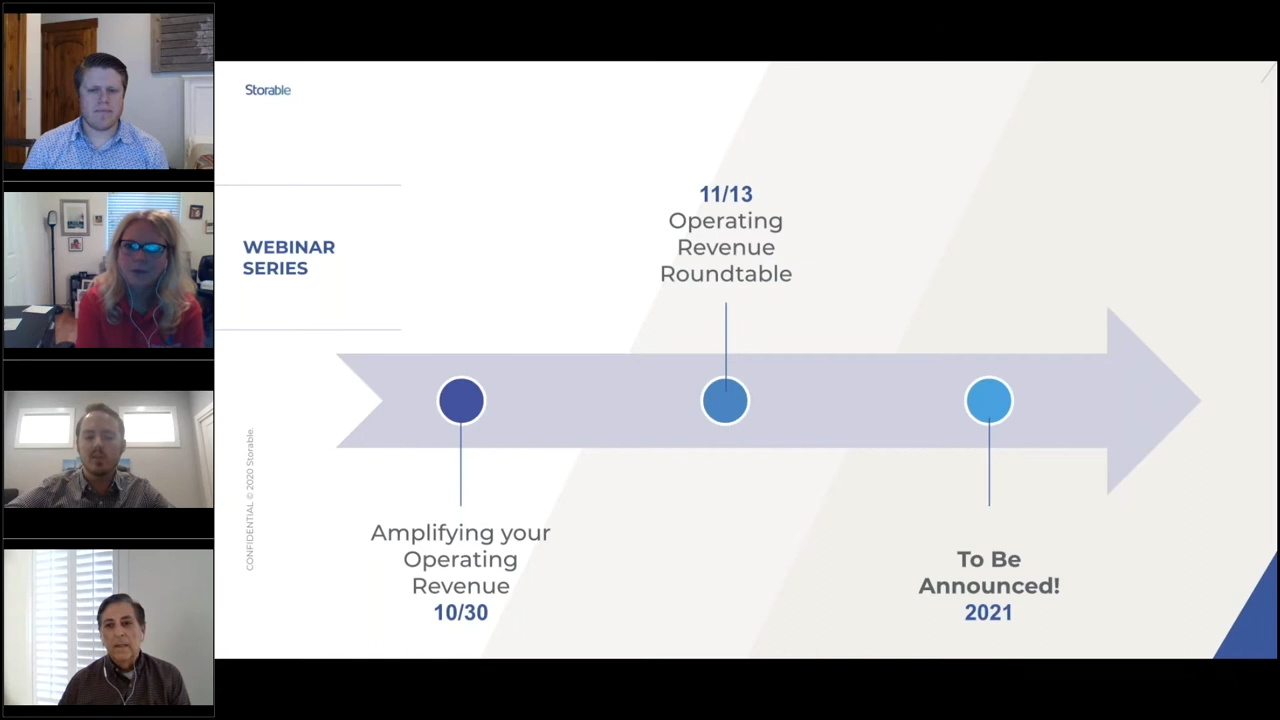 Storable
WEBINAR
SERIES
11/13
Operating
Revenue
Roundtable
Amplifying your
Operating
Revenue
10/30
To Be
Announced!
2021
CONFIDENTIAL © 2020 Storable.